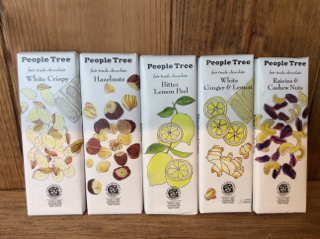 People Tree
fair trade chocolate
White Crispy
People Tree
fair trade chocolate
Hazelnuts
People Tree
fair trade chocolate
Bitter
Lemon Peel
People Tree
fair trade chocolate
White
Ginger & Lemon
People Tree
fair trade chocolate
Raisins &
Cashew Nuts